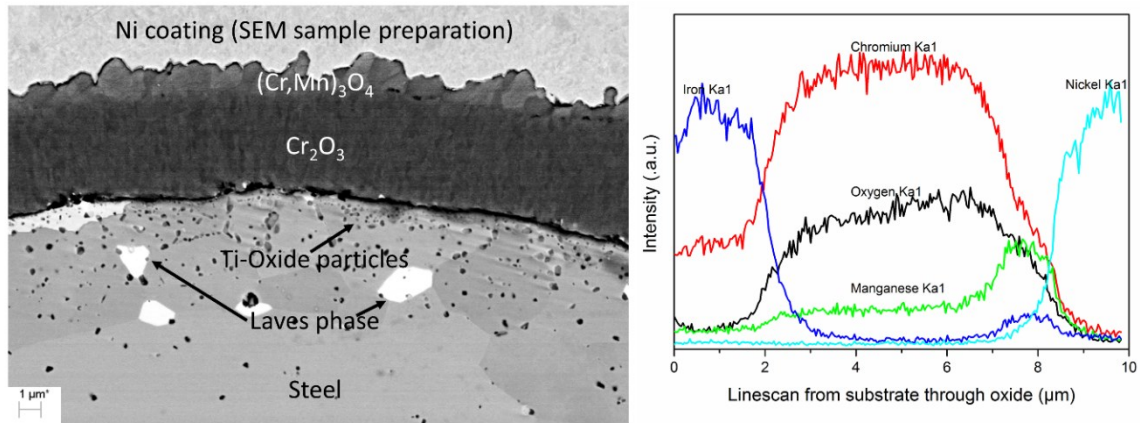 Ni coating (SEM sample preparation)
(Cr,Mn)₃O₄
Cr₂O₃
Ti-Oxide particles
Laves phase
Steel
1 µm*
Intensity (.a.u.)
Iron Ka1
Chromium Ka1
Nickel Ka1
Oxygen Ka1
Manganese Ka1
0 2 4 6 8 10
Linescan from substrate through oxide (µm)